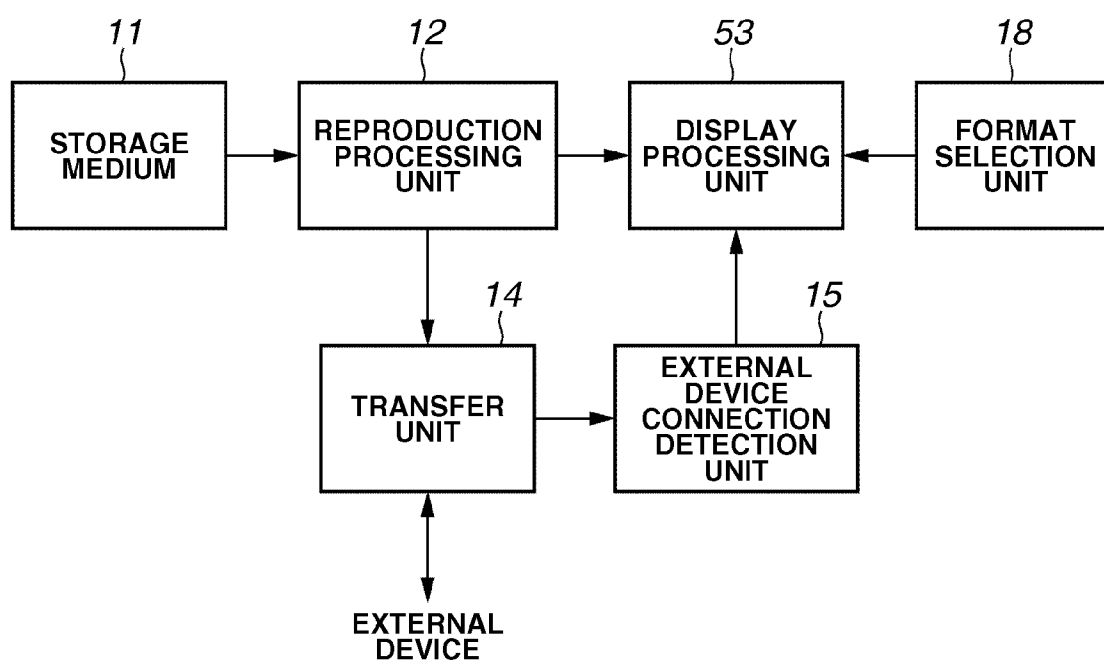 11
12
53
18
STORAGE
MEDIUM
REPRODUCTION
PROCESSING
UNIT
DISPLAY
PROCESSING
UNIT
FORMAT
SELECTION
UNIT
14
15
TRANSFER
UNIT
EXTERNAL
DEVICE
CONNECTION
DETECTION
UNIT
EXTERNAL
DEVICE